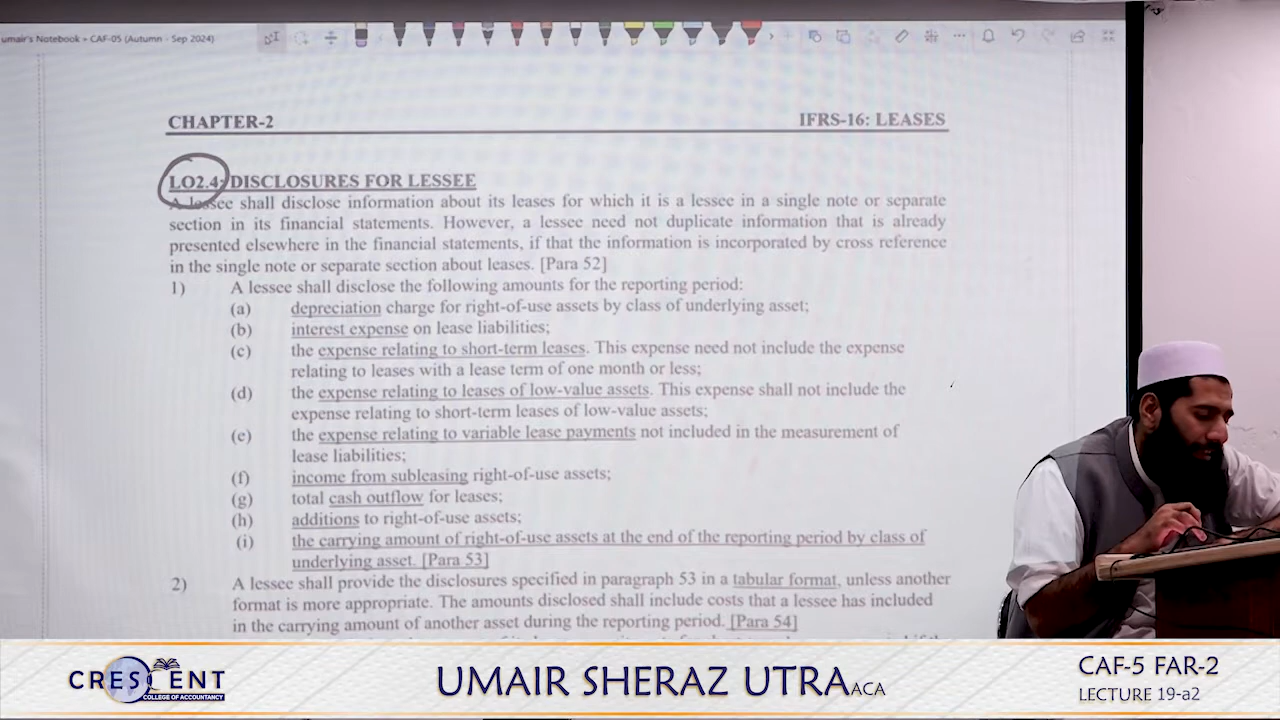 umair's Notebook » CAF-05 (Autumn - Sep 2024)
CHAPTER-2 IFRS-16: LEASES
LO2.4: DISCLOSURES FOR LESSEE
A lessee shall disclose information about its leases for which it is a lessee in a single note or separate
section in its financial statements. However, a lessee need not duplicate information that is already
presented elsewhere in the financial statements, if that the information is incorporated by cross reference
in the single note or separate section about leases. [Para 52]
1) A lessee shall disclose the following amounts for the reporting period:
(a) depreciation charge for right-of-use assets by class of underlying asset;
(b) interest expense on lease liabilities;
(c) the expense relating to short-term leases. This expense need not include the expense
relating to leases with a lease term of one month or less;
(d) the expense relating to leases of low-value assets. This expense shall not include the
expense relating to short-term leases of low-value assets;
(e) the expense relating to variable lease payments not included in the measurement of
lease liabilities;
(f) income from subleasing right-of-use assets;
(g) total cash outflow for leases;
(h) additions to right-of-use assets;
(i) the carrying amount of right-of-use assets at the end of the reporting period by class of
underlying asset. [Para 53]
2) A lessee shall provide the disclosures specified in paragraph 53 in a tabular format, unless another
format is more appropriate. The amounts disclosed shall include costs that a lessee has included
in the carrying amount of another asset during the reporting period. [Para 54]
CRESCENT
COLLEGE OF ACCOUNTANCY
UMAIR SHERAZ UTRA ACA
CAF-5 FAR-2
LECTURE 19-a2